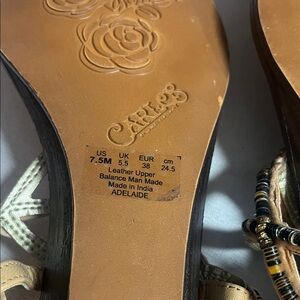 CARLOS
US UK EUR cm
7.5M 5.5 38 24.5
Leather Upper
Balance Man Made
Made in India
ADELAIDE